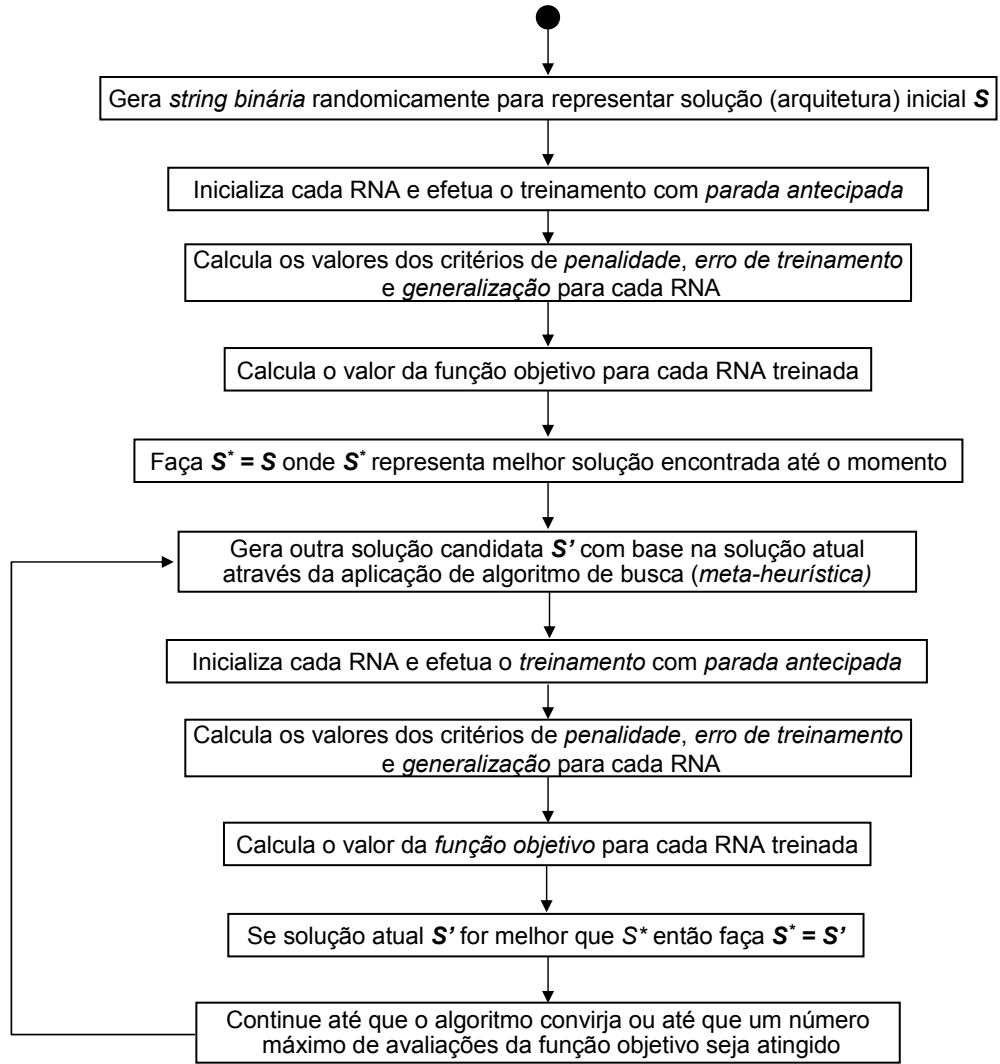 Gera string binária randomicamente para representar solução (arquitetura) inicial S
Inicializa cada RNA e efetua o treinamento com parada antecipada
Calcula os valores dos critérios de penalidade, erro de treinamento
e generalização para cada RNA
Calcula o valor da função objetivo para cada RNA treinada
Faça S* = S onde S* representa melhor solução encontrada até o momento
Gera outra solução candidata S’ com base na solução atual
através da aplicação de algoritmo de busca (meta-heurística)
Inicializa cada RNA e efetua o treinamento com parada antecipada
Calcula os valores dos critérios de penalidade, erro de treinamento
e generalização para cada RNA
Calcula o valor da função objetivo para cada RNA treinada
Se solução atual S’ for melhor que S* então faça S* = S’
Continue até que o algoritmo convirja ou até que um número
máximo de avaliações da função objetivo seja atingido